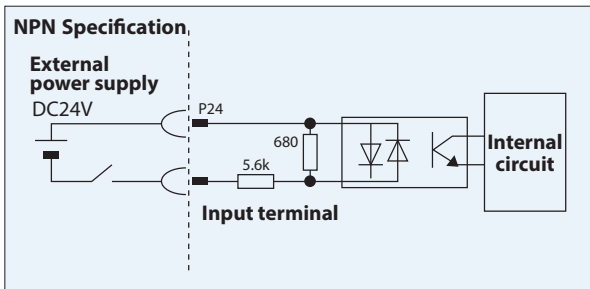 NPN Specification
External
power supply
DC24V
P24
680
5.6k
Internal
circuit
Input terminal